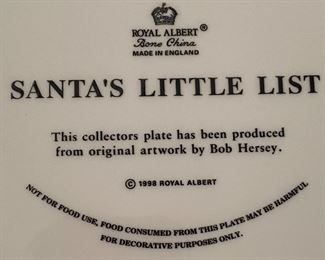 ROYAL ALBERT®
Bone China
MADE IN ENGLAND
SANTA'S LITTLE LIST
This collectors plate has been produced
from original artwork by Bob Hersey.
© 1998 ROYAL ALBERT
NOT FOR FOOD USE, FOOD CONSUMED FROM THIS PLATE MAY BE HARMFUL
FOR DECORATIVE PURPOSES ONLY.